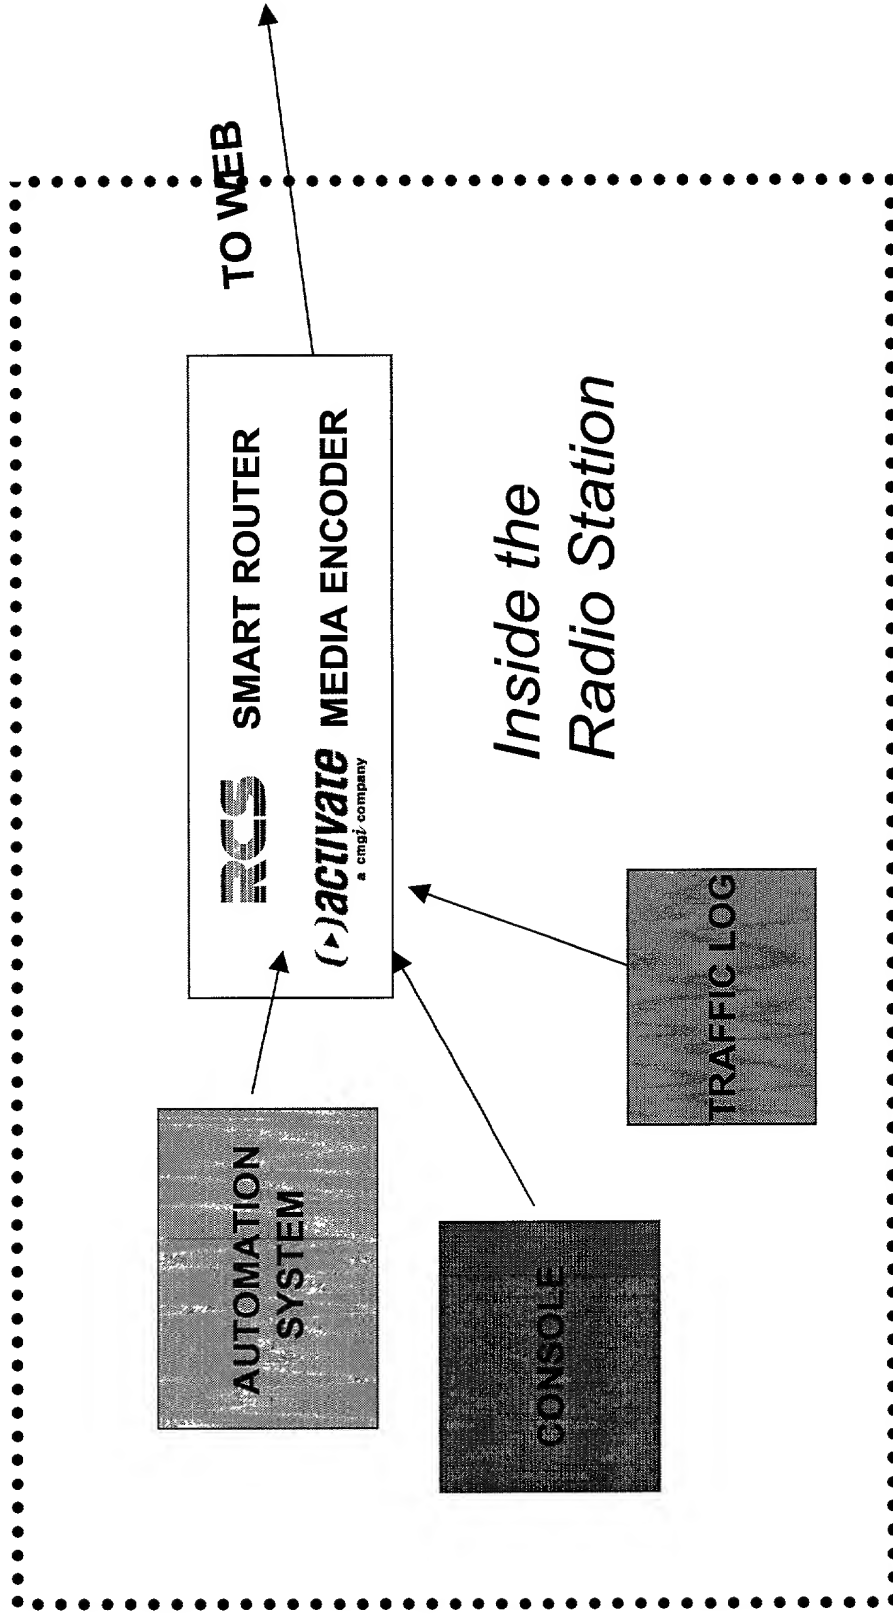 TO WEB
RCS SMART ROUTER
(►)activate MEDIA ENCODER
a cmgi company
AUTOMATION
SYSTEM
Inside the
Radio Station
CONSOLE
TRAFFIC LOG